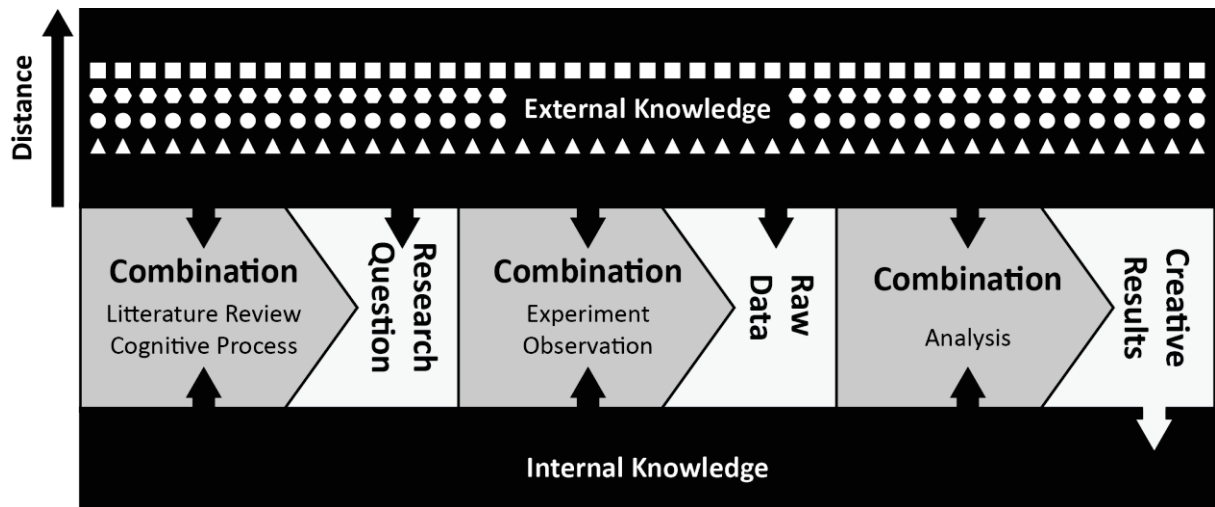 Distance
External Knowledge
Combination
Litterature Review
Cognitive Process
Research
Question
Combination
Experiment
Observation
Raw
Data
Combination
Analysis
Creative
Results
Internal Knowledge